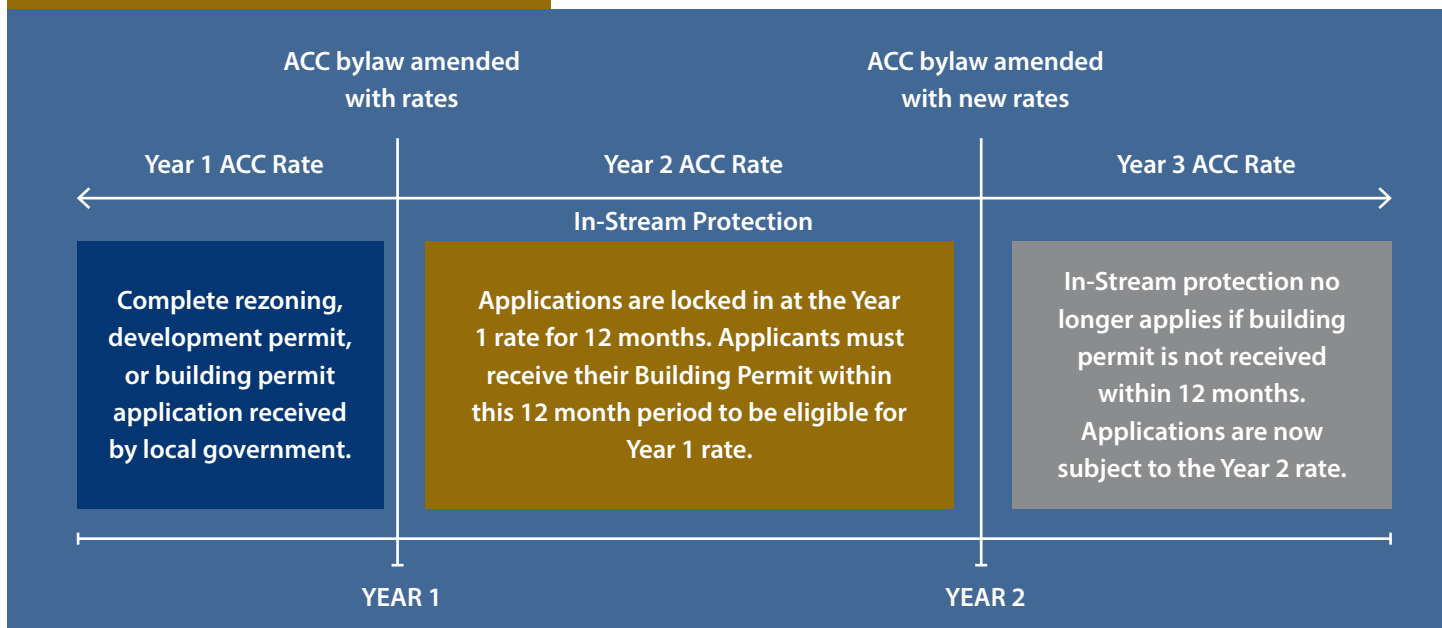 ACC bylaw amended
with rates
ACC bylaw amended
with new rates
Year 1 ACC Rate
Year 2 ACC Rate
Year 3 ACC Rate
In-Stream Protection
Complete rezoning,
development permit,
or building permit
application received
by local government.
Applications are locked in at the Year
1 rate for 12 months. Applicants must
receive their Building Permit within
this 12 month period to be eligible for
Year 1 rate.
In-Stream protection no
longer applies if building
permit is not received
within 12 months.
Applications are now
subject to the Year 2 rate.
YEAR 1
YEAR 2